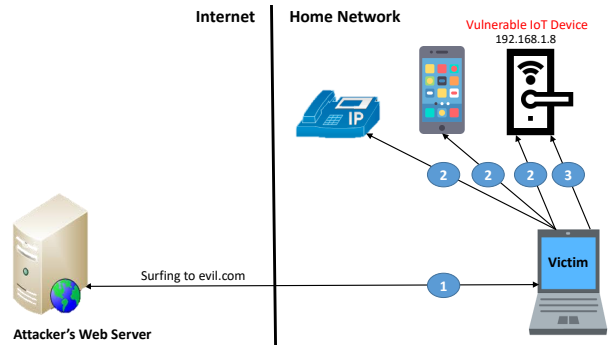 Internet
Home Network
Vulnerable IoT Device
192.168.1.8
IP
2
2
2
3
Surfing to evil.com
1
Victim
Attacker's Web Server